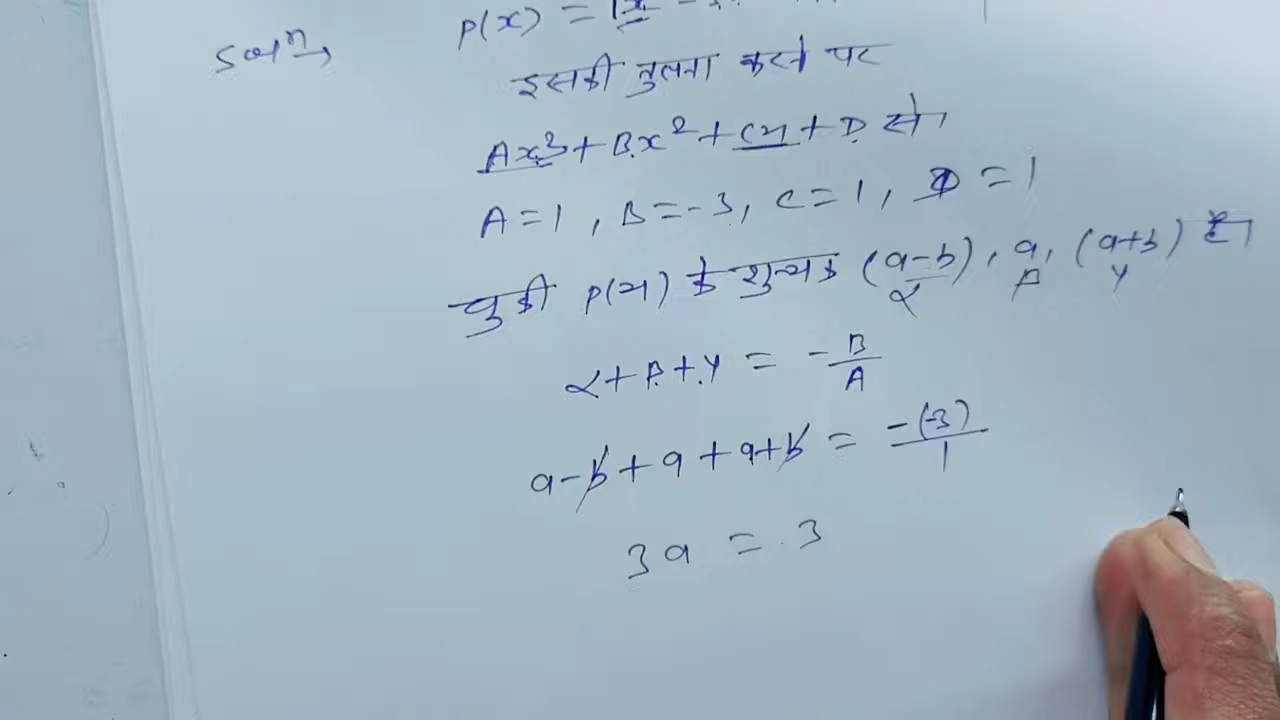 Solⁿ→ p(x) =
इसकी तुलना करने पर
Ax³ + Bx² + Cx + D से।
A = 1, B = -3, C = 1, D = 1
चुकी p(x) के शुन्यक (a-b), a, (a+b) है।
α β γ
α + β + γ = - B/A
a - b + a + a + b = -(-3)/1
3a = 3